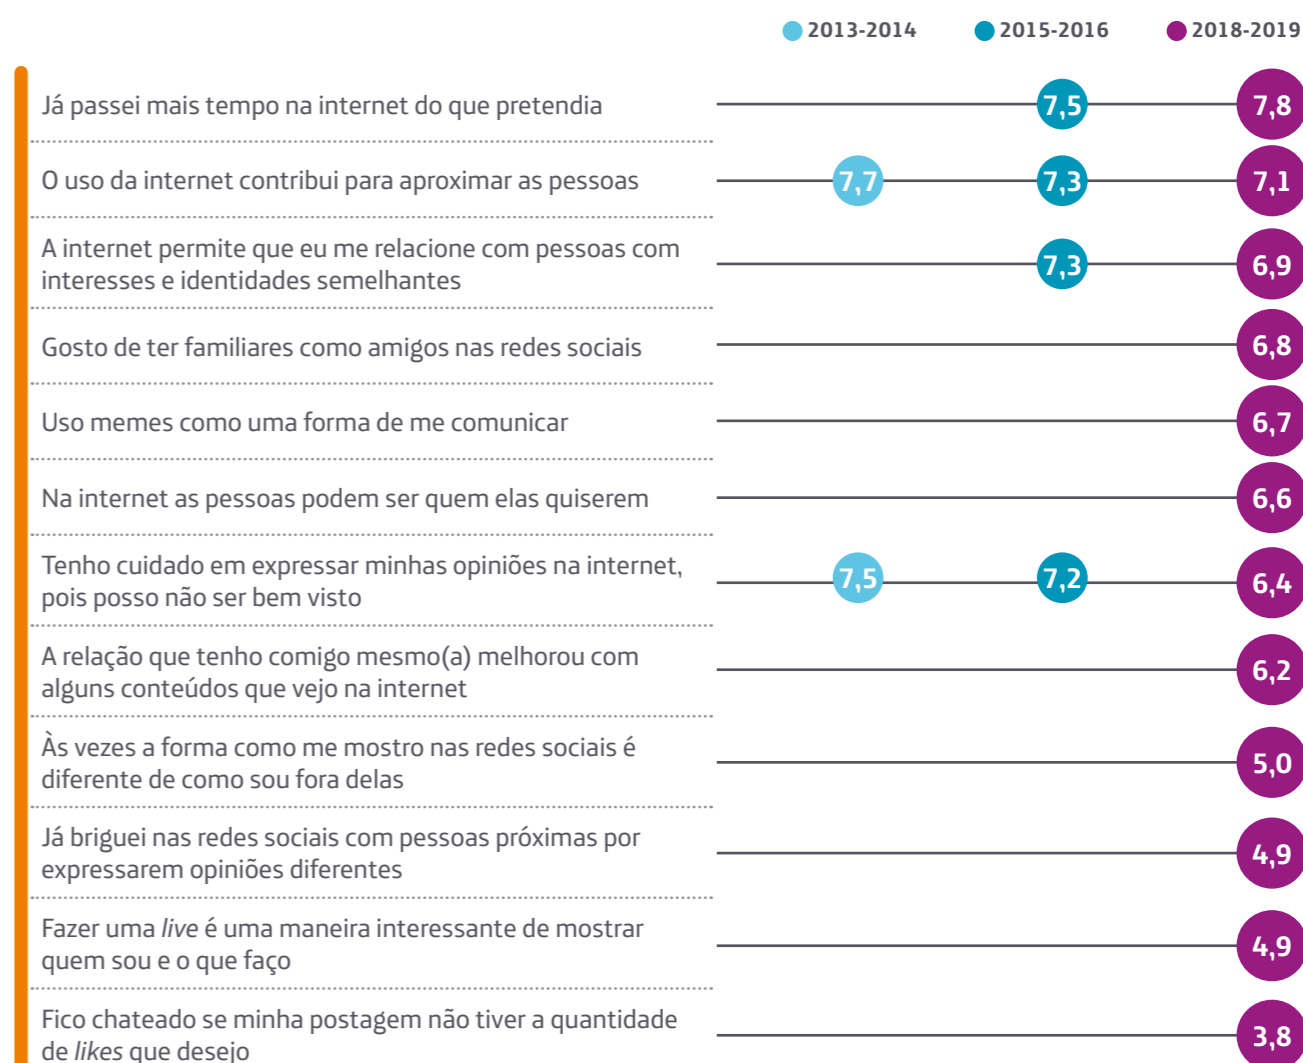 2013-2014 2015-2016 2018-2019
Já passei mais tempo na internet do que pretendia 7,5 7,8
O uso da internet contribui para aproximar as pessoas 7,7 7,3 7,1
A internet permite que eu me relacione com pessoas com
interesses e identidades semelhantes 7,3 6,9
Gosto de ter familiares como amigos nas redes sociais 6,8
Uso memes como uma forma de me comunicar 6,7
Na internet as pessoas podem ser quem elas quiserem 6,6
Tenho cuidado em expressar minhas opiniões na internet,
pois posso não ser bem visto 7,5 7,2 6,4
A relação que tenho comigo mesmo(a) melhorou com
alguns conteúdos que vejo na internet 6,2
Às vezes a forma como me mostro nas redes sociais é
diferente de como sou fora delas 5,0
Já briguei nas redes sociais com pessoas próximas por
expressarem opiniões diferentes 4,9
Fazer uma live é uma maneira interessante de mostrar
quem sou e o que faço 4,9
Fico chateado se minha postagem não tiver a quantidade
de likes que desejo 3,8